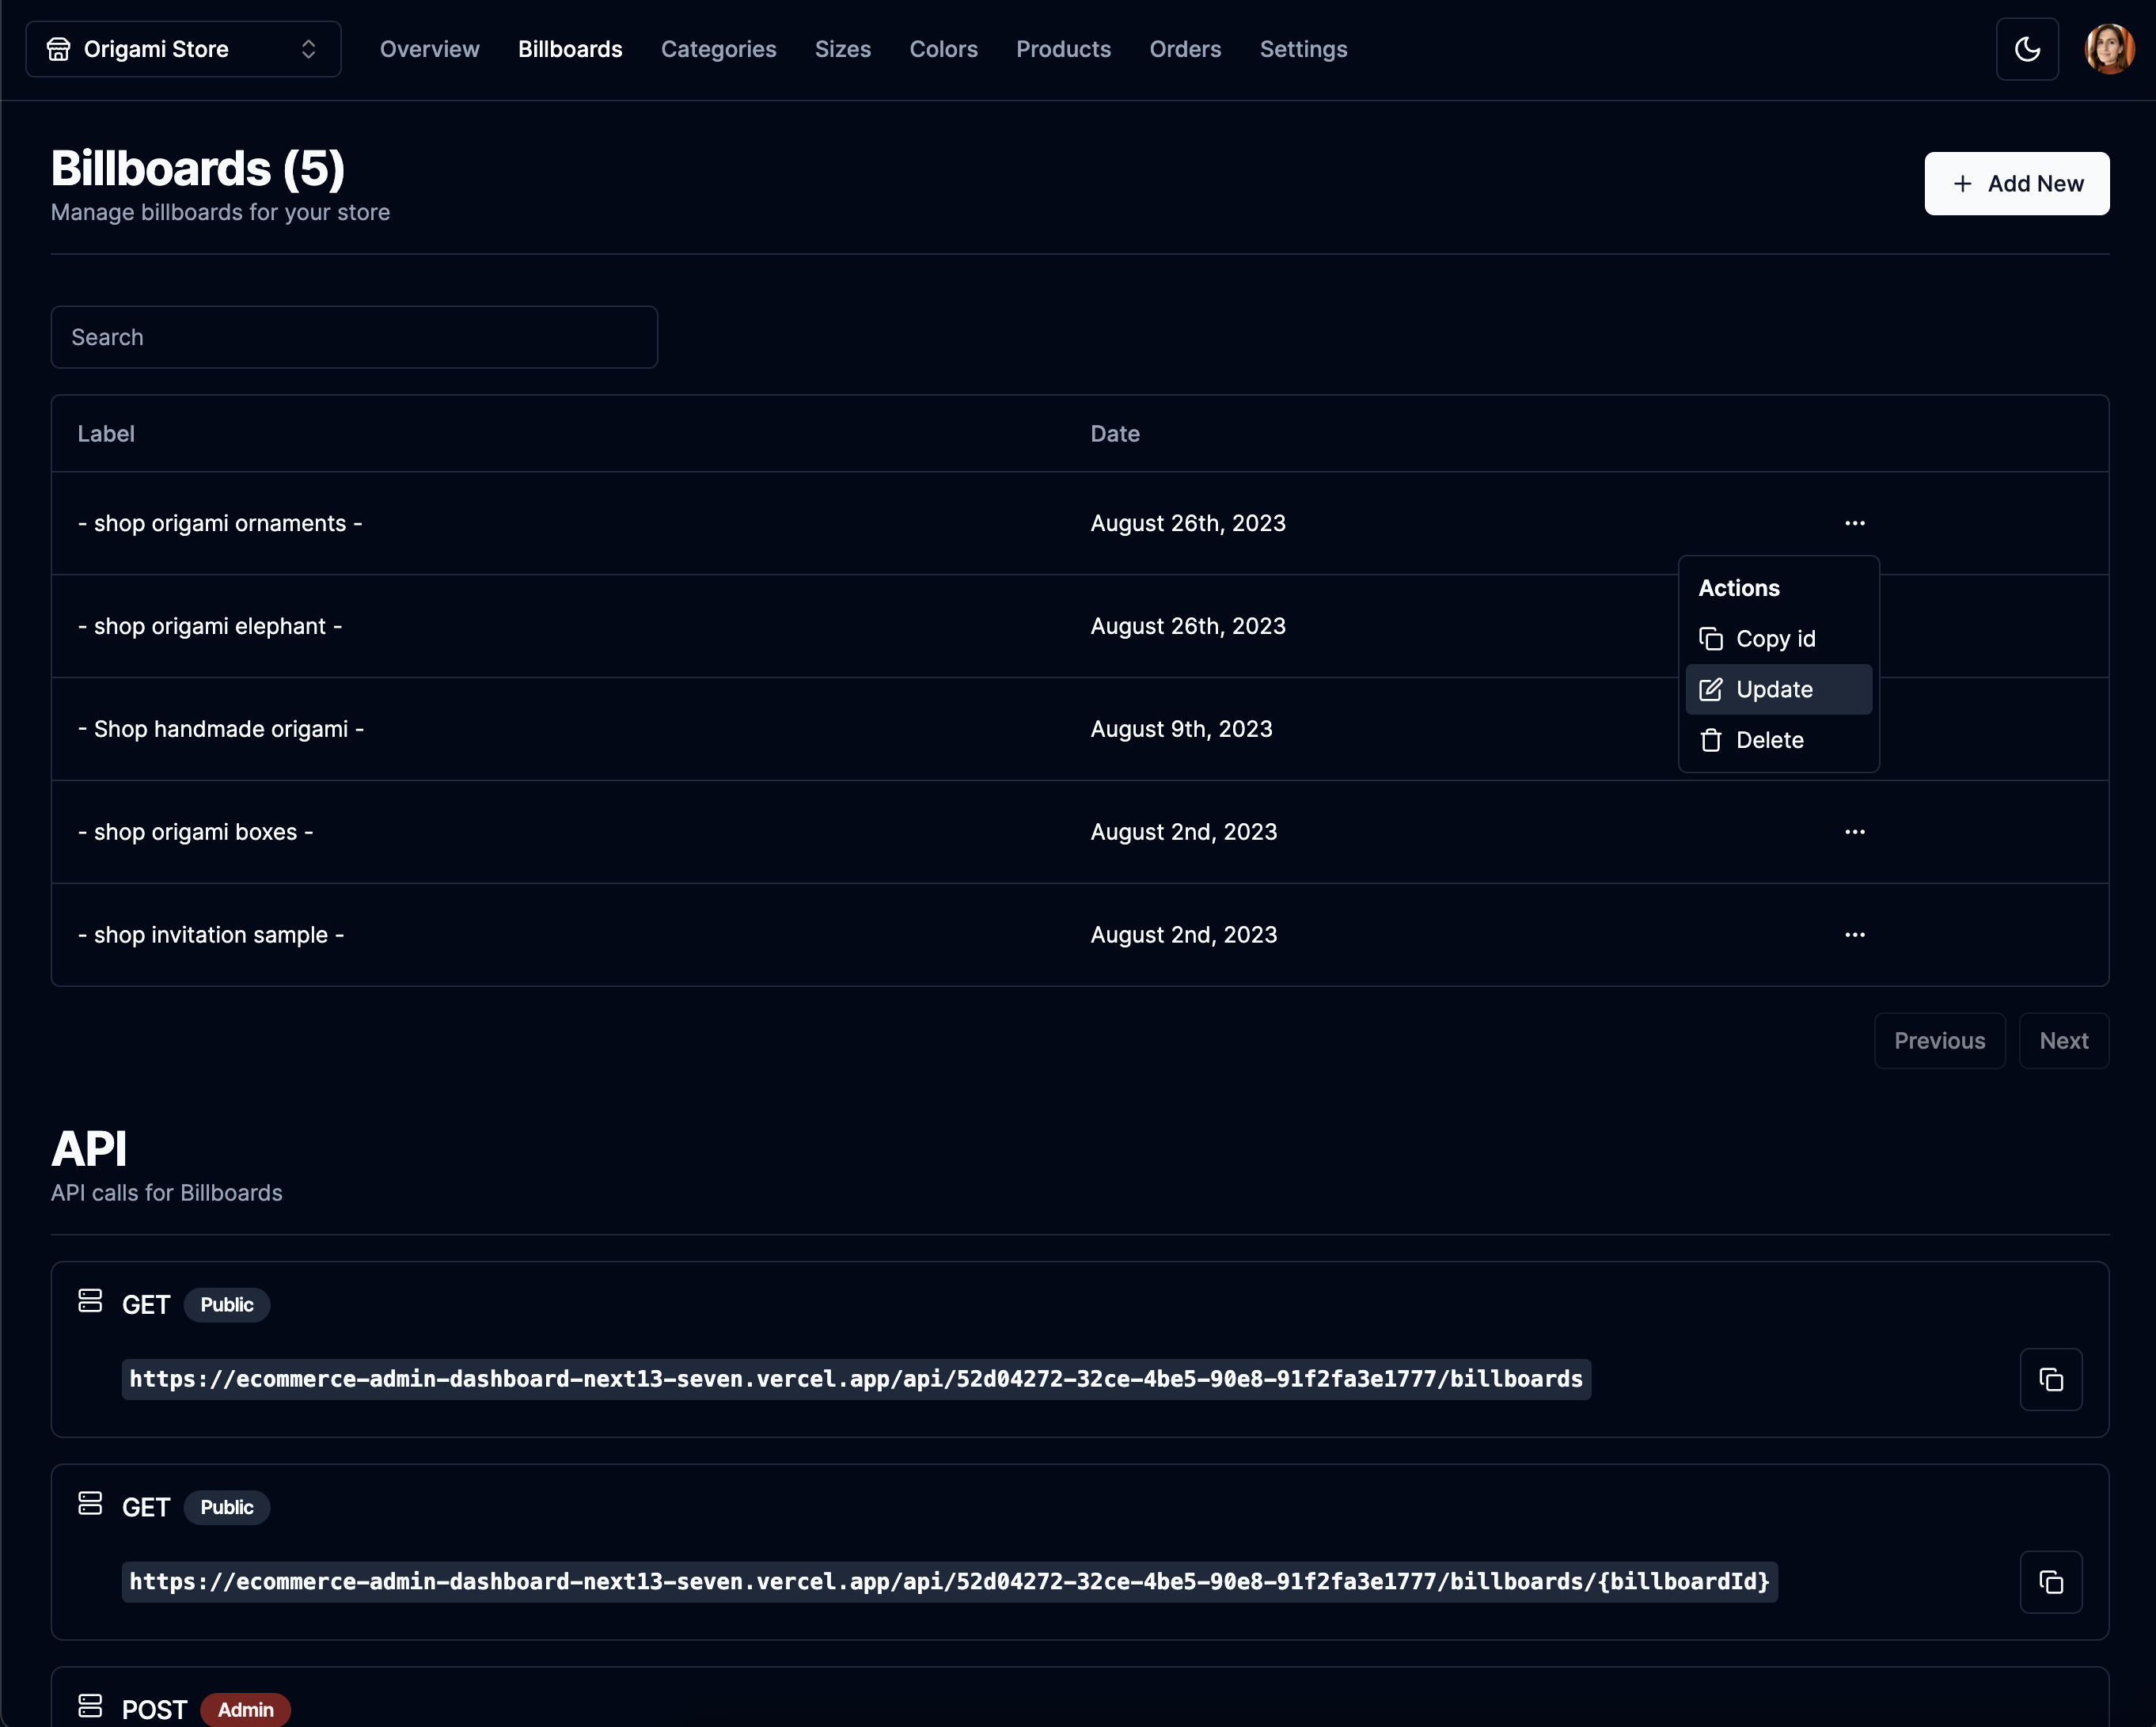 Origami Store Overview Billboards Categories Sizes Colors Products Orders Settings
Billboards (5)
Manage billboards for your store
+ Add New
Search
Label Date
- shop origami ornaments - August 26th, 2023 ...
Actions
- shop origami elephant - August 26th, 2023
Copy id
Update
- Shop handmade origami - August 9th, 2023
Delete
- shop origami boxes - August 2nd, 2023 ...
- shop invitation sample - August 2nd, 2023 ...
Previous Next
API
API calls for Billboards
GET Public
https://ecommerce-admin-dashboard-next13-seven.vercel.app/api/52d04272-32ce-4be5-90e8-91f2fa3e1777/billboards
GET Public
https://ecommerce-admin-dashboard-next13-seven.vercel.app/api/52d04272-32ce-4be5-90e8-91f2fa3e1777/billboards/{billboardId}
POST Admin